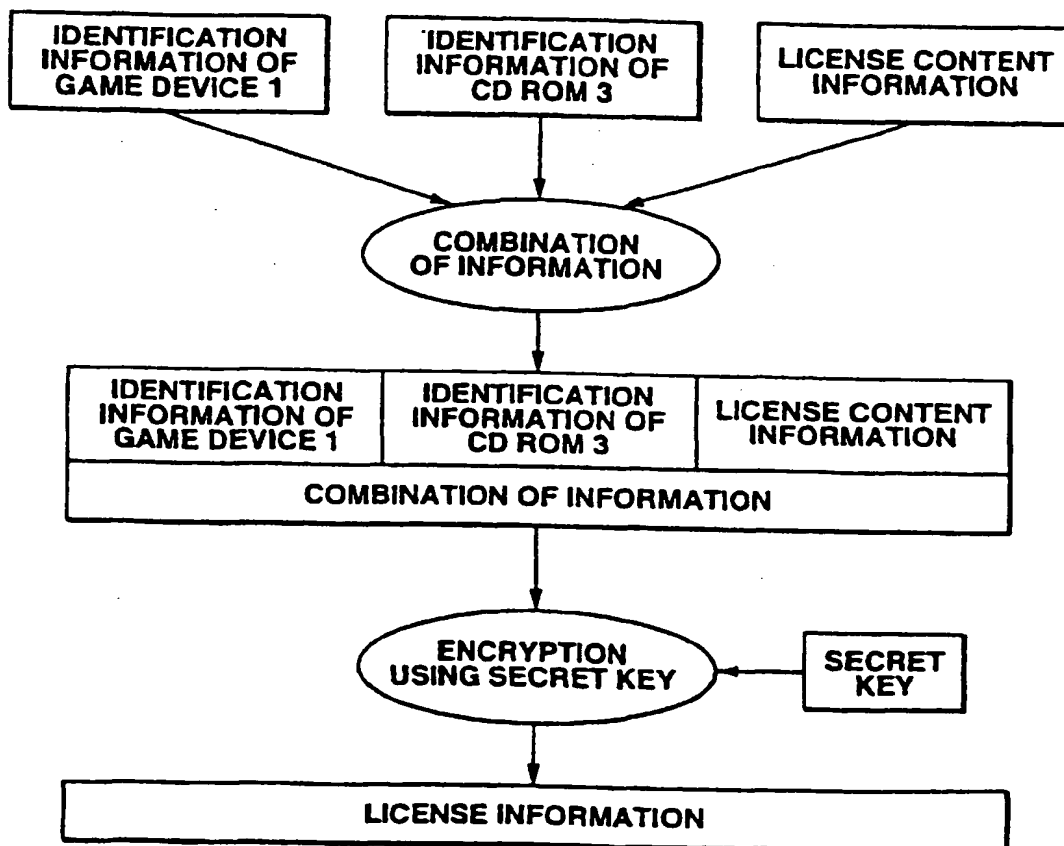 IDENTIFICATION
INFORMATION OF
GAME DEVICE 1
IDENTIFICATION
INFORMATION OF
CD ROM 3
LICENSE CONTENT
INFORMATION
COMBINATION
OF INFORMATION
IDENTIFICATION
INFORMATION OF
GAME DEVICE 1
IDENTIFICATION
INFORMATION OF
CD ROM 3
LICENSE CONTENT
INFORMATION
COMBINATION OF INFORMATION
ENCRYPTION
USING SECRET KEY
SECRET
KEY
LICENSE INFORMATION